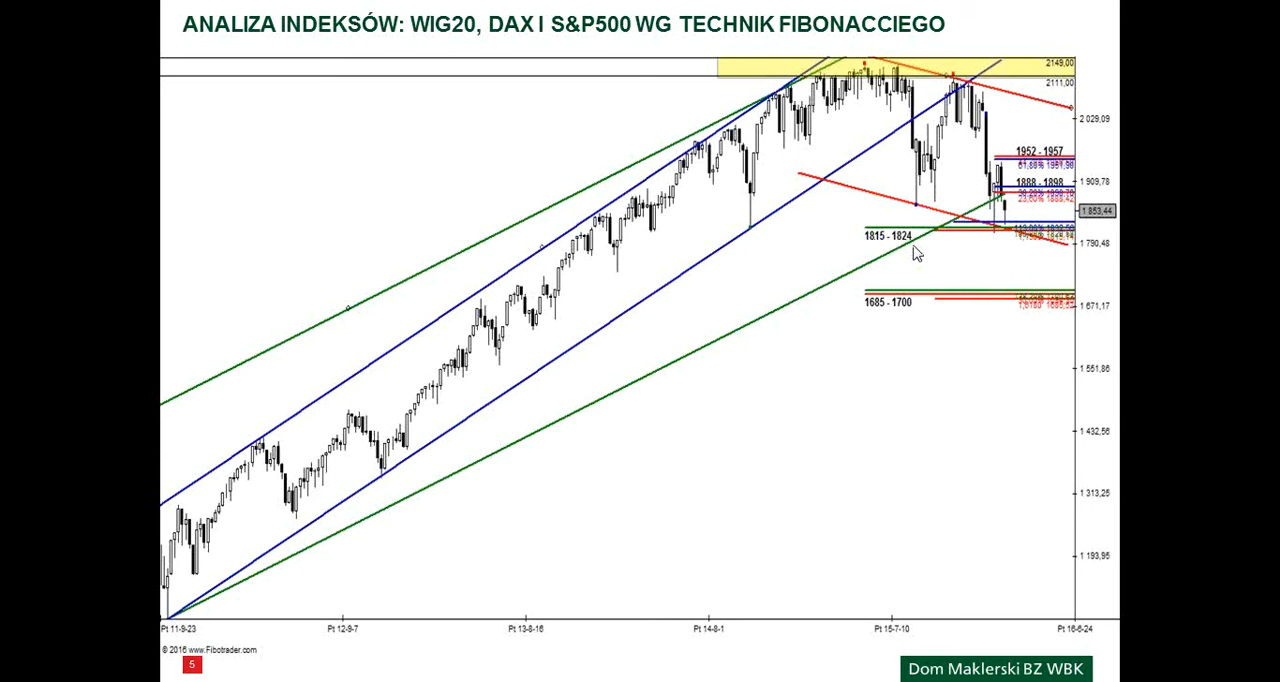 ANALIZA INDEKSÓW: WIG20, DAX I S&P500 WG TECHNIK FIBONACCIEGO
2149,00
2111,00
2 029,09
1952 - 1957
1888 - 1898
1 909,78
1 853,44
1815 - 1824
1 790,48
1685 - 1700
1 671,17
1 551,86
1 432,56
1 313,25
1 193,95
Pt 11-9-23
Pt 12-9-7
Pt 13-8-16
Pt 14-8-1
Pt 15-7-10
Pt 16-6-24
© 2016 www.Fibotrader.com
5
Dom Maklerski BZ WBK